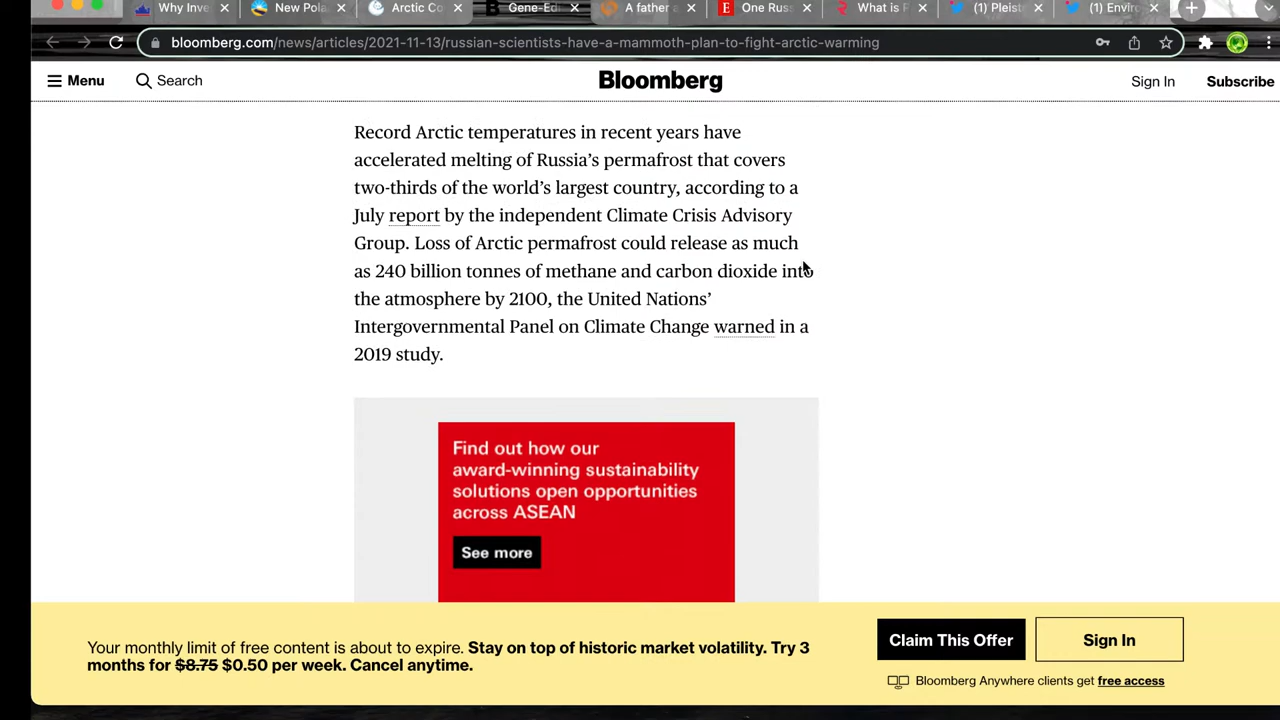 Why Inve
New Pola
Arctic Co
Gene-Edi
A father a
One Russ
What is P
(1) Pleist
(1) Enviro
bloomberg.com/news/articles/2021-11-13/russian-scientists-have-a-mammoth-plan-to-fight-arctic-warming
Menu
Search
Bloomberg
Sign In
Subscribe
Record Arctic temperatures in recent years have
accelerated melting of Russia’s permafrost that covers
two-thirds of the world’s largest country, according to a
July report by the independent Climate Crisis Advisory
Group. Loss of Arctic permafrost could release as much
as 240 billion tonnes of methane and carbon dioxide into
the atmosphere by 2100, the United Nations’
Intergovernmental Panel on Climate Change warned in a
2019 study.
Find out how our
award-winning sustainability
solutions open opportunities
across ASEAN
See more
Your monthly limit of free content is about to expire. Stay on top of historic market volatility. Try 3
months for $8.75 $0.50 per week. Cancel anytime.
Claim This Offer
Sign In
Bloomberg Anywhere clients get free access